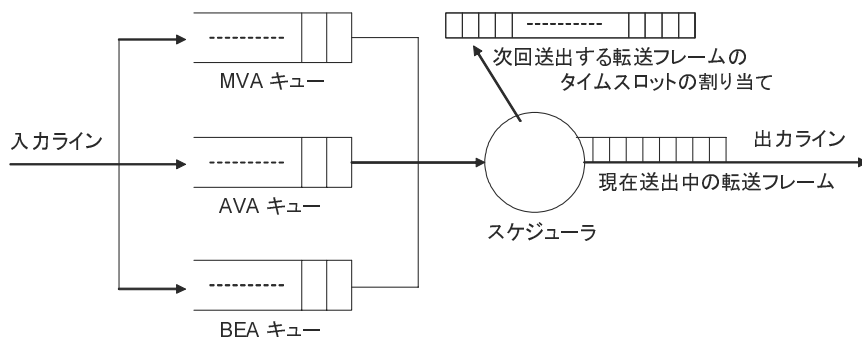 次回送出する転送フレームの
タイムスロットの割り当て
MVA キュー
入力ライン
出力ライン
AVA キュー
現在送出中の転送フレーム
スケジューラ
BEA キュー